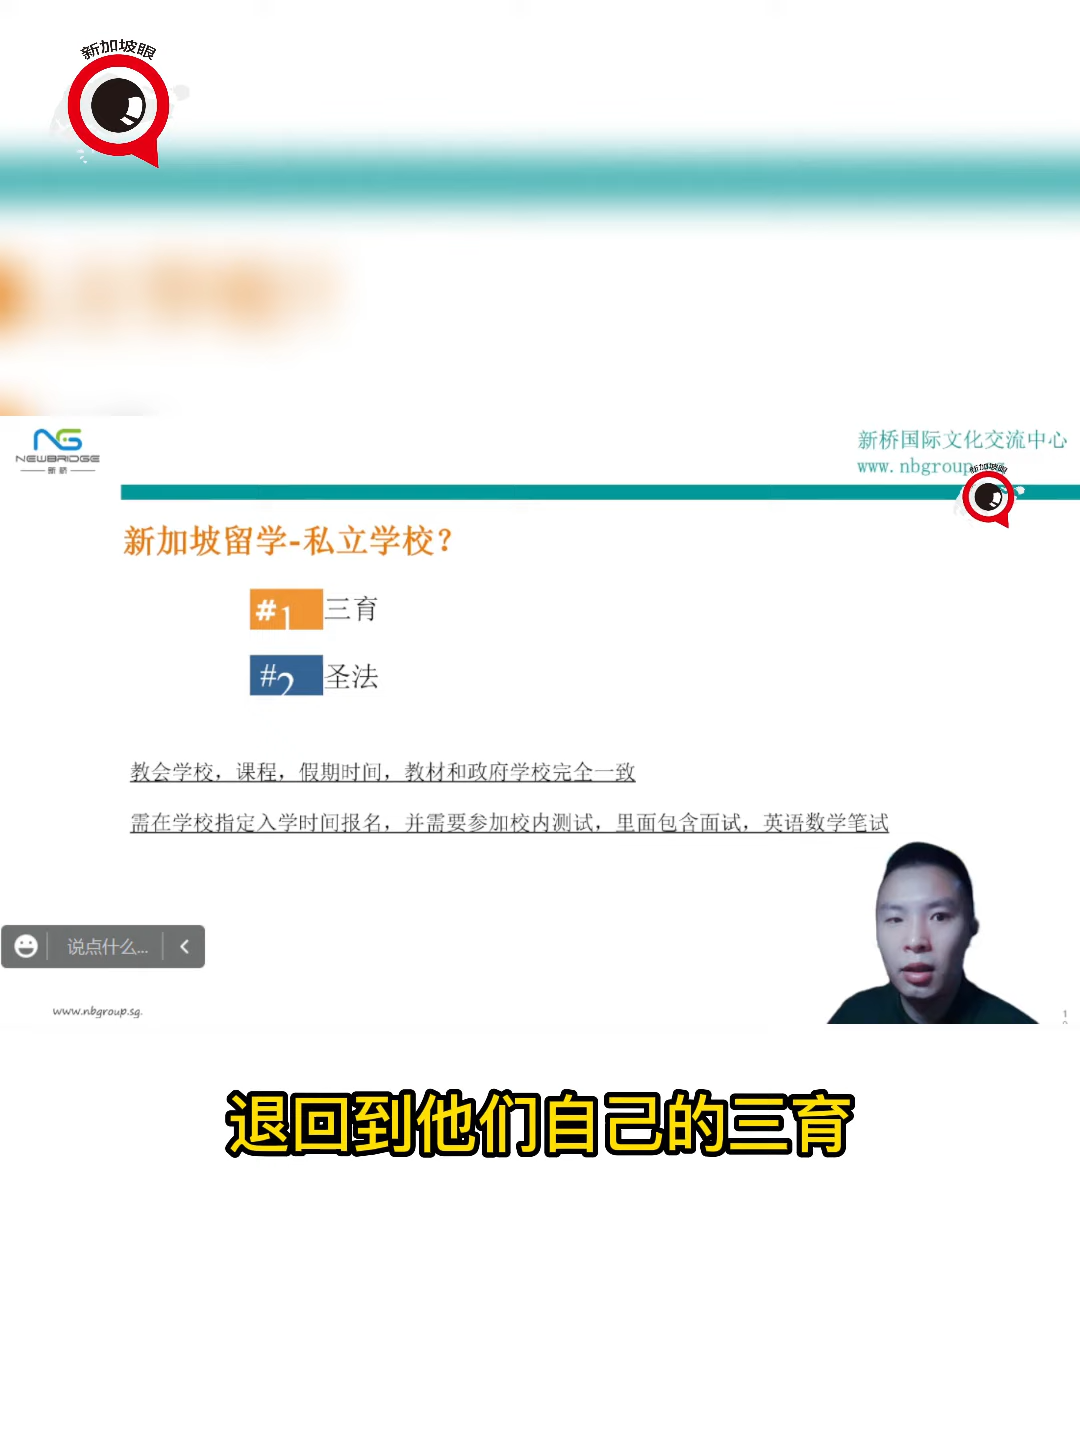 新加坡眼
NEWBRIDGE
新桥
新桥国际文化交流中心
www.nbgroup.sg
新加坡眼
新加坡留学-私立学校？
#1 三育
#2 圣法
教会学校，课程，假期时间，教材和政府学校完全一致
需在学校指定入学时间报名，并需要参加校内测试，里面包含面试，英语数学笔试
说点什么...
www.nbgroup.sg.
退回到他们自己的三育